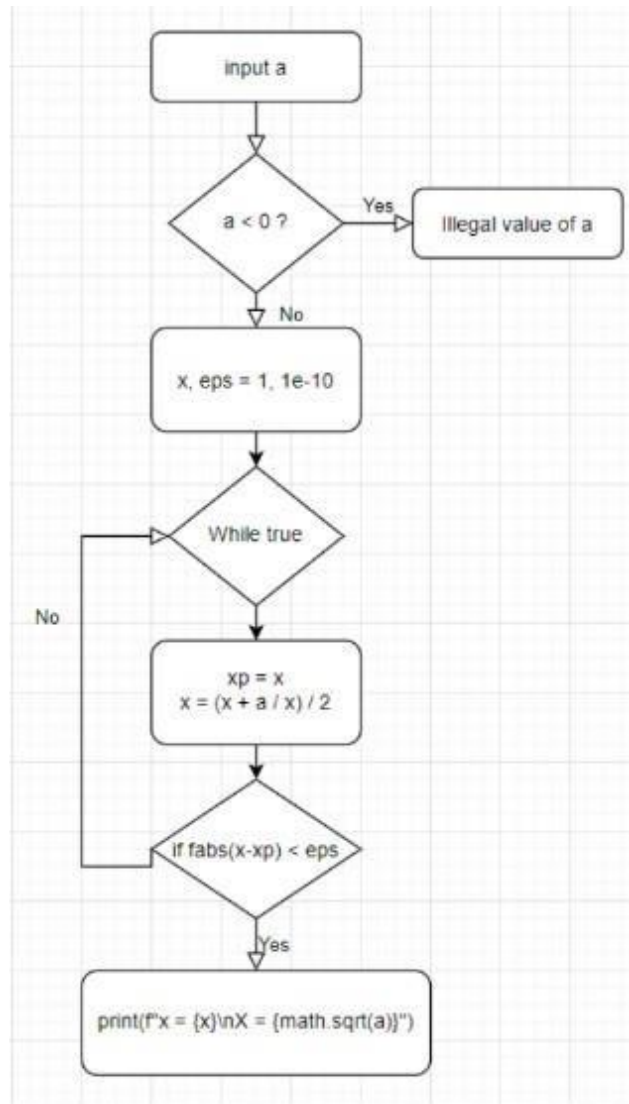 input a
a < 0 ?
Yes
Illegal value of a
No
x, eps = 1, 1e-10
While true
No
xp = x
x = (x + a / x) / 2
if fabs(x-xp) < eps
Yes
print(f"x = {x}\nX = {math.sqrt(a)}")